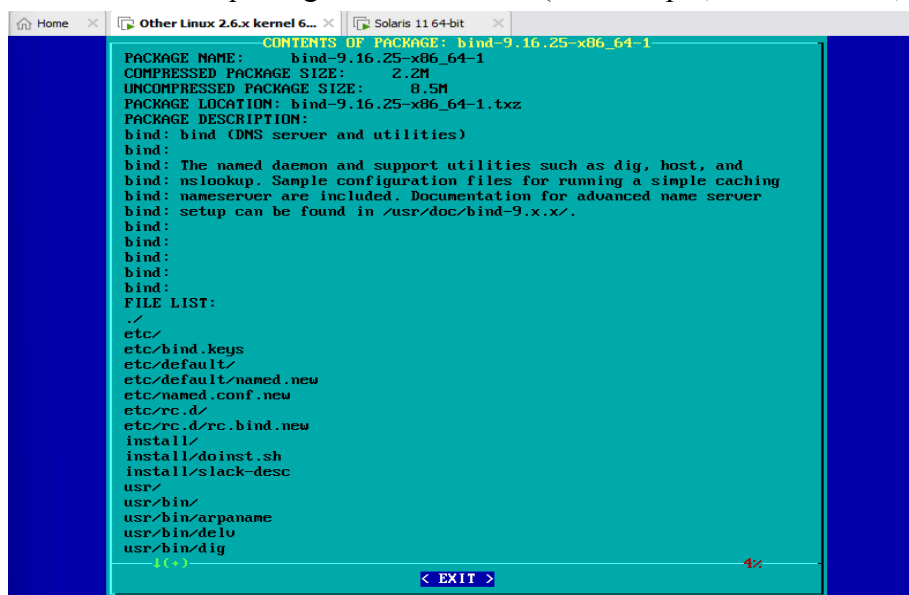 Home × Other Linux 2.6.x kernel 6... × Solaris 11 64-bit ×
CONTENTS OF PACKAGE: bind-9.16.25-x86_64-1
PACKAGE NAME: bind-9.16.25-x86_64-1
COMPRESSED PACKAGE SIZE: 2.2M
UNCOMPRESSED PACKAGE SIZE: 8.5M
PACKAGE LOCATION: bind-9.16.25-x86_64-1.txz
PACKAGE DESCRIPTION:
bind: bind (DNS server and utilities)
bind:
bind: The named daemon and support utilities such as dig, host, and
bind: nslookup. Sample configuration files for running a simple caching
bind: nameserver are included. Documentation for advanced name server
bind: setup can be found in /usr/doc/bind-9.x.x/.
bind:
bind:
bind:
bind:
bind:
FILE LIST:
./
etc/
etc/bind.keys
etc/default/
etc/default/named.new
etc/named.conf.new
etc/rc.d/
etc/rc.d/rc.bind.new
install/
install/doinst.sh
install/slack-desc
usr/
usr/bin/
usr/bin/arpaname
usr/bin/delv
usr/bin/dig
↓(+) 4%
< EXIT >